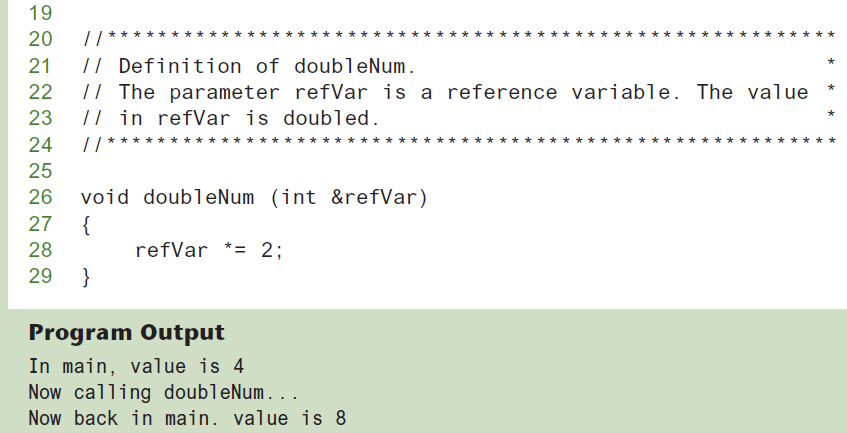 19
20 //**********************************************************
21 // Definition of doubleNum. *
22 // The parameter refVar is a reference variable. The value *
23 // in refVar is doubled. *
24 //**********************************************************
25
26 void doubleNum (int &refVar)
27 {
28 refVar *= 2;
29 }
Program Output
In main, value is 4
Now calling doubleNum...
Now back in main. value is 8